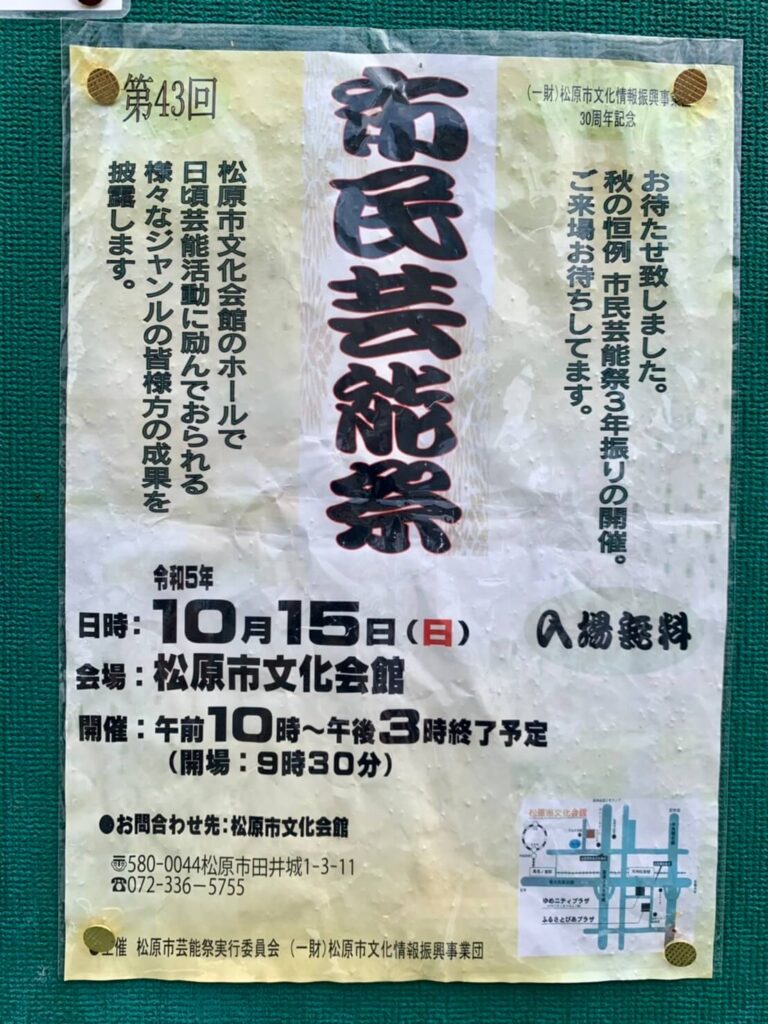 第43回
市民芸能祭
(一財)松原市文化情報振興事業
30周年記念
お待たせ致しました。
秋の恒例 市民芸能祭3年振りの開催。
ご来場お待ちしてます。
松原市文化会館のホールで
日頃芸能活動に励んでおられる
様々なジャンルの皆様方の成果を
披露します。
令和5年
日時：10月15日(日)
会場：松原市文化会館
開催：午前10時～午後3時終了予定
(開場：9時30分)
入場無料
●お問合わせ先：松原市文化会館
〠580-0044松原市田井城1-3-11
☎072-336-5755
松原市文化会館
ゆめニティプラザ
ふるさとぴあプラザ
主催 松原市芸能祭実行委員会 (一財)松原市文化情報振興事業団